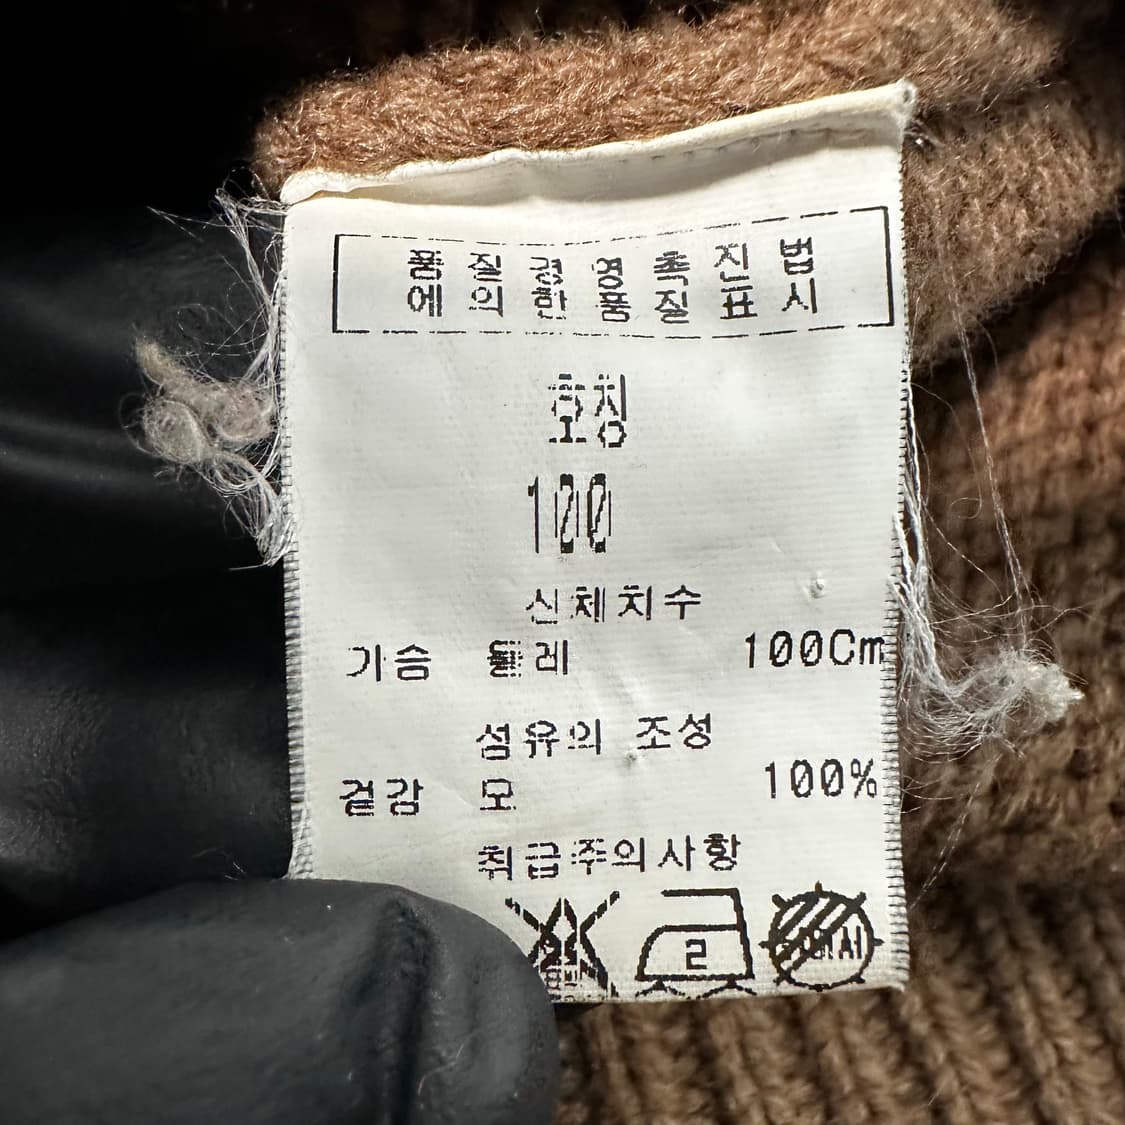 품질경영촉진법
에의한품질표시
호칭
100
신체치수
가슴 둘레 100Cm
섬유의 조성
겉감 모 100%
취급주의사항
2